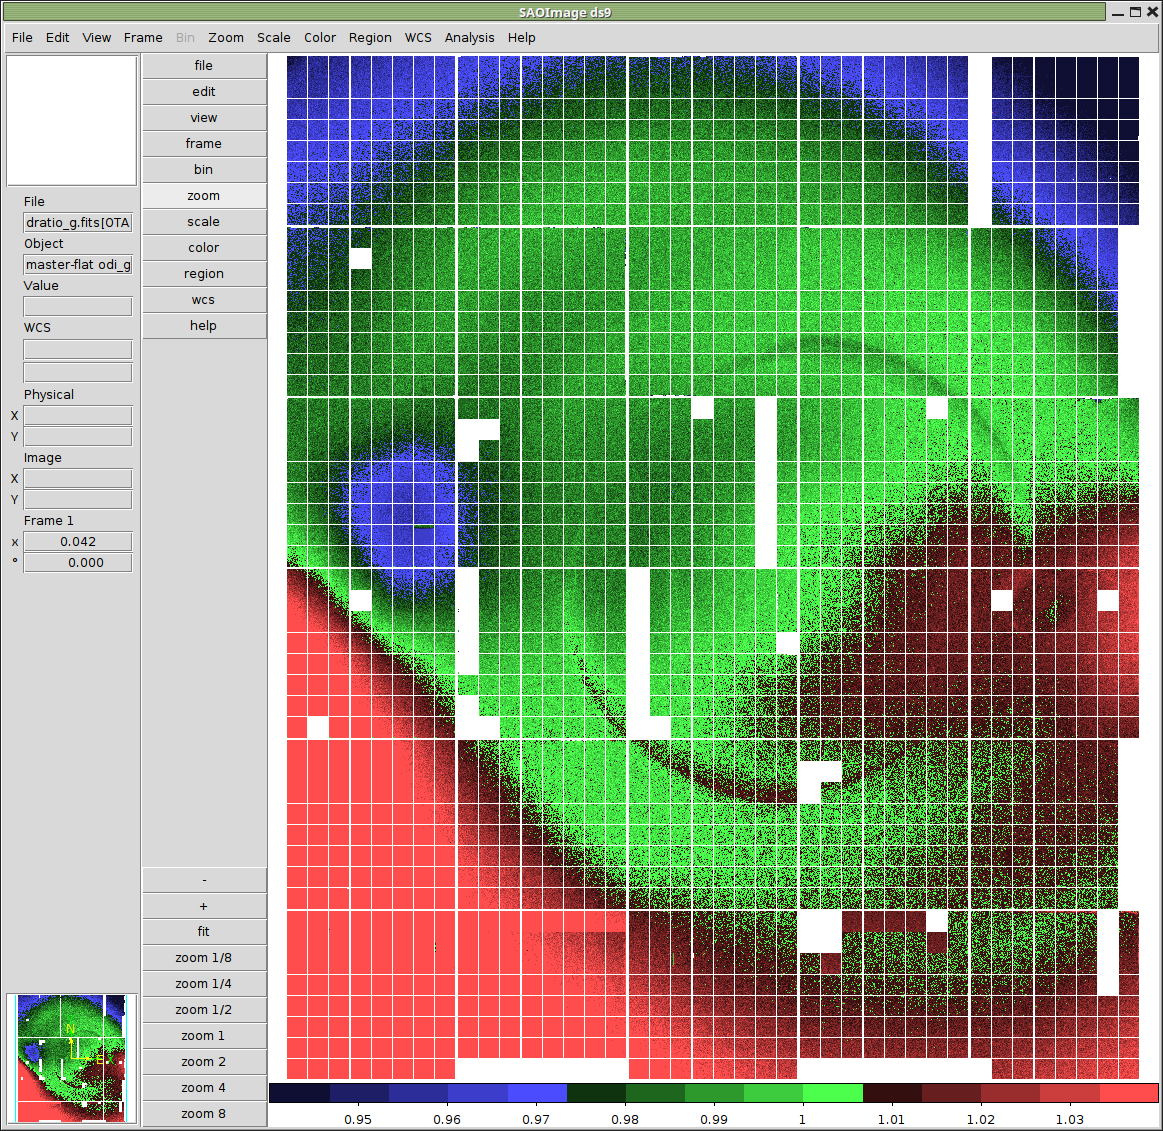 SAOImage ds9
File Edit View Frame Bin Zoom Scale Color Region WCS Analysis Help
file
edit
view
frame
bin
zoom
scale
color
region
wcs
help
File
dratio_g.fits[OTA
Object
master-flat odi_g
Value
WCS
Physical
X
Y
Image
X
Y
Frame 1
x 0.042
° 0.000
-
+
fit
zoom 1/8
zoom 1/4
zoom 1/2
zoom 1
zoom 2
zoom 4
zoom 8
N
0.95 0.96 0.97 0.98 0.99 1 1.01 1.02 1.03